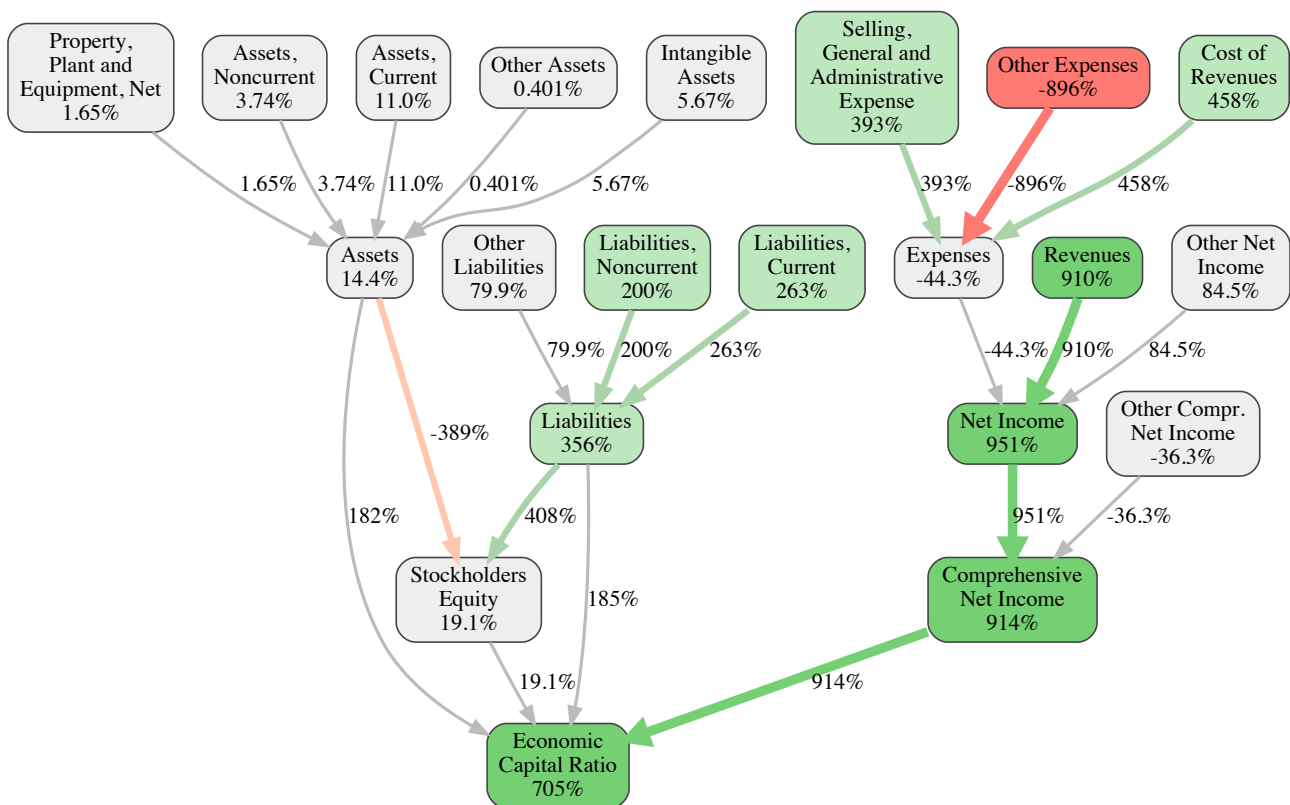 Property,
Plant and
Equipment, Net
1.65%
Assets,
Noncurrent
3.74%
Assets,
Current
11.0%
Other Assets
0.401%
Intangible
Assets
5.67%
Selling,
General and
Administrative
Expense
393%
Other Expenses
-896%
Cost of
Revenues
458%
1.65%
3.74%
11.0%
0.401%
5.67%
393%
-896%
458%
Assets
14.4%
Other
Liabilities
79.9%
Liabilities,
Noncurrent
200%
Liabilities,
Current
263%
Expenses
-44.3%
Revenues
910%
Other Net
Income
84.5%
79.9%
200%
263%
-44.3%
910%
84.5%
-389%
Liabilities
356%
Net Income
951%
Other Compr.
Net Income
-36.3%
182%
408%
951%
-36.3%
Stockholders
Equity
19.1%
185%
Comprehensive
Net Income
914%
19.1%
914%
Economic
Capital Ratio
705%